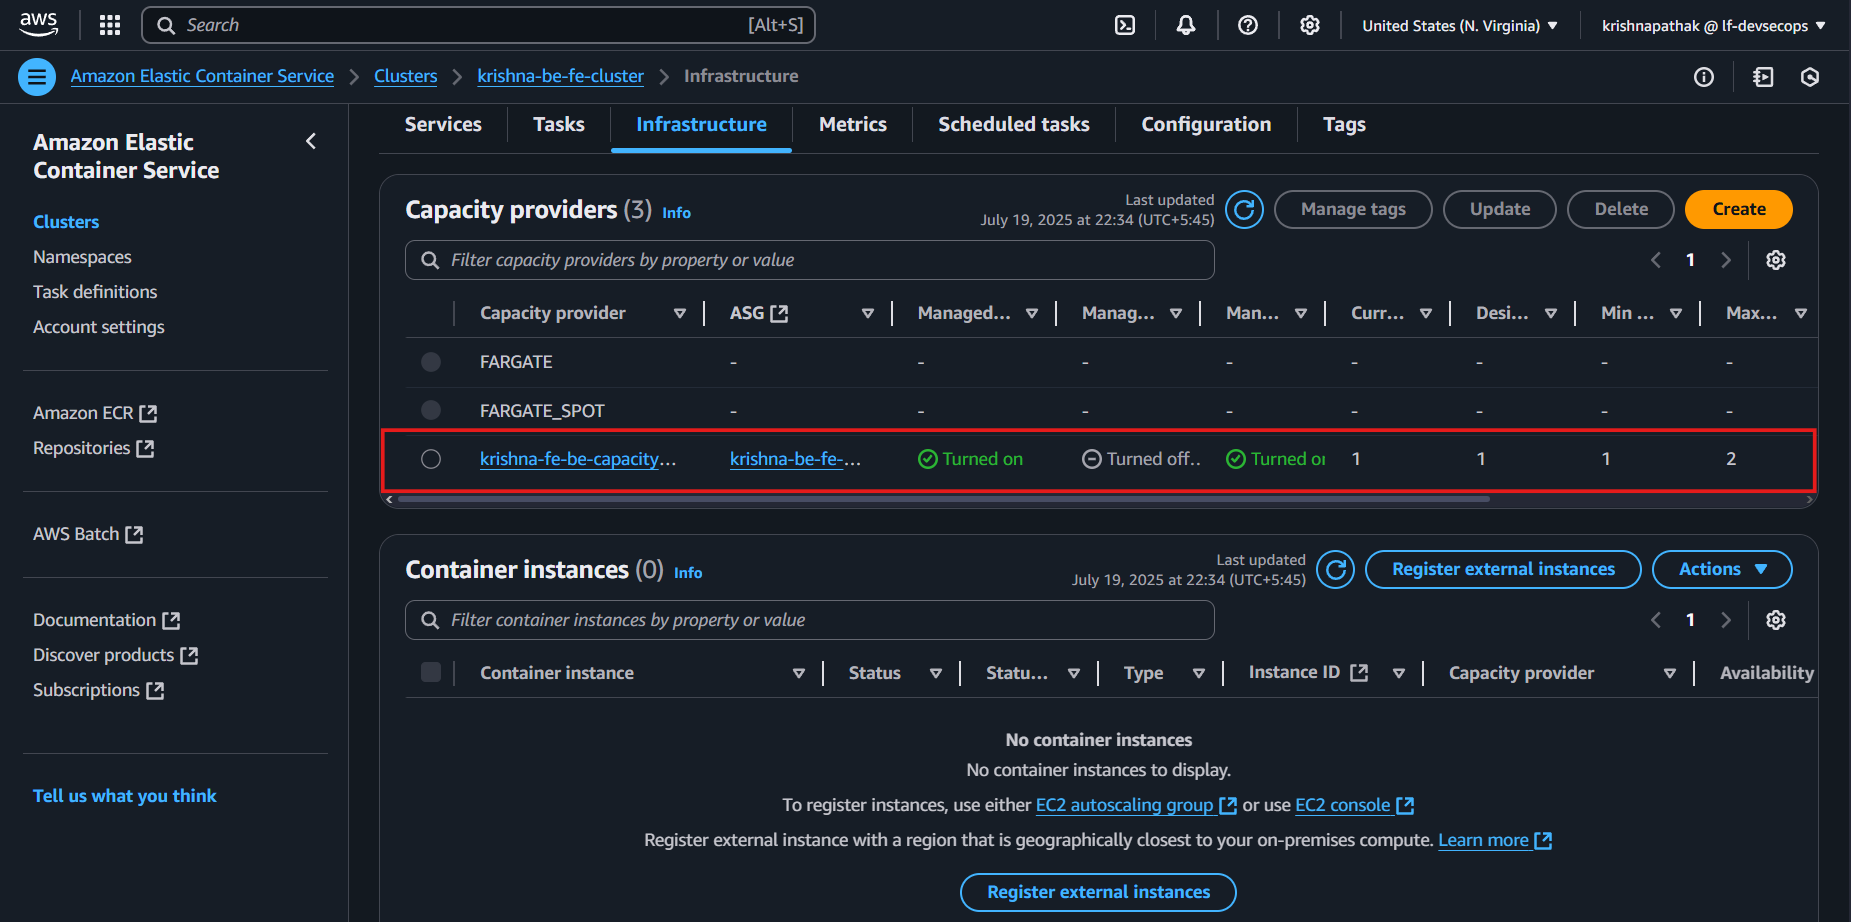 aws
Search [Alt+S]
United States (N. Virginia)
krishnapathak @ lf-devsecops
Amazon Elastic Container Service
Clusters
krishna-be-fe-cluster
Infrastructure
Amazon Elastic
Container Service
Clusters
Namespaces
Task definitions
Account settings
Amazon ECR
Repositories
AWS Batch
Documentation
Discover products
Subscriptions
Tell us what you think
Services Tasks Infrastructure Metrics Scheduled tasks Configuration Tags
Capacity providers (3) Info
Last updated
July 19, 2025 at 22:34 (UTC+5:45)
Manage tags Update Delete Create
Filter capacity providers by property or value
1
Capacity provider ASG Managed... Manag... Man... Curr... Desi... Min ... Max...
FARGATE - - - - - - - -
FARGATE_SPOT - - - - - - - -
krishna-fe-be-capacity... krishna-be-fe-... Turned on Turned off... Turned on 1 1 1 2
Container instances (0) Info
Last updated
July 19, 2025 at 22:34 (UTC+5:45)
Register external instances Actions
Filter container instances by property or value
1
Container instance Status Statu... Type Instance ID Capacity provider Availability
No container instances
No container instances to display.
To register instances, use either EC2 autoscaling group or use EC2 console
Register external instance with a region that is geographically closest to your on-premises compute. Learn more
Register external instances